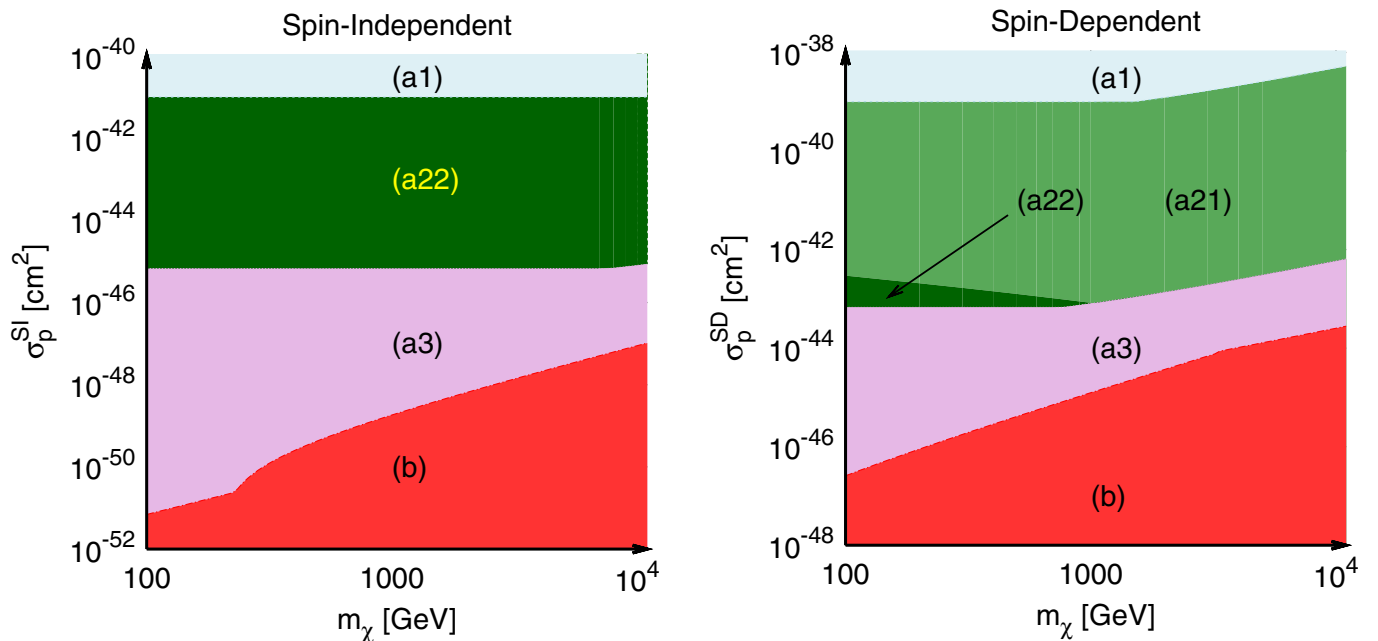 Spin-Independent
σ_p^SI [cm^2]
10^-40
10^-42
10^-44
10^-46
10^-48
10^-50
10^-52
(a1)
(a22)
(a3)
(b)
100
1000
10^4
m_χ [GeV]
Spin-Dependent
σ_p^SD [cm^2]
10^-38
10^-40
10^-42
10^-44
10^-46
10^-48
(a1)
(a22)
(a21)
(a3)
(b)
100
1000
10^4
m_χ [GeV]